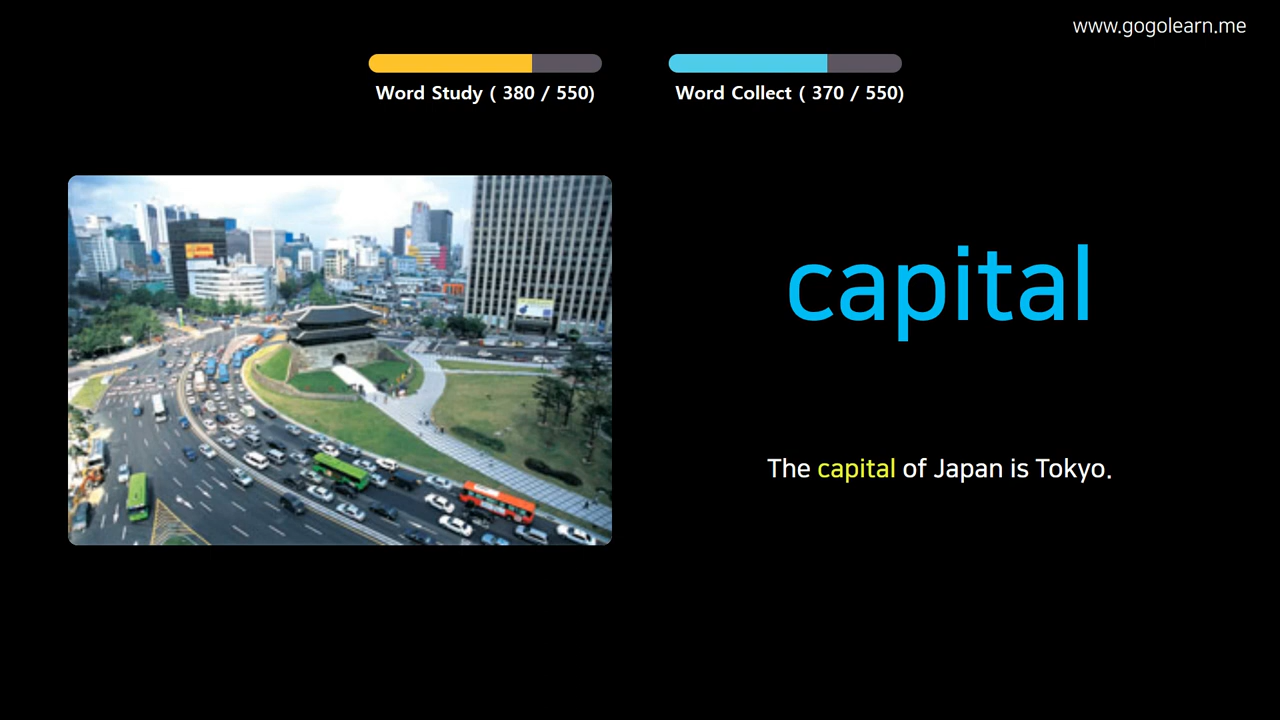 www.gogolearn.me
Word Study ( 380 / 550)
Word Collect ( 370 / 550)
capital
The capital of Japan is Tokyo.